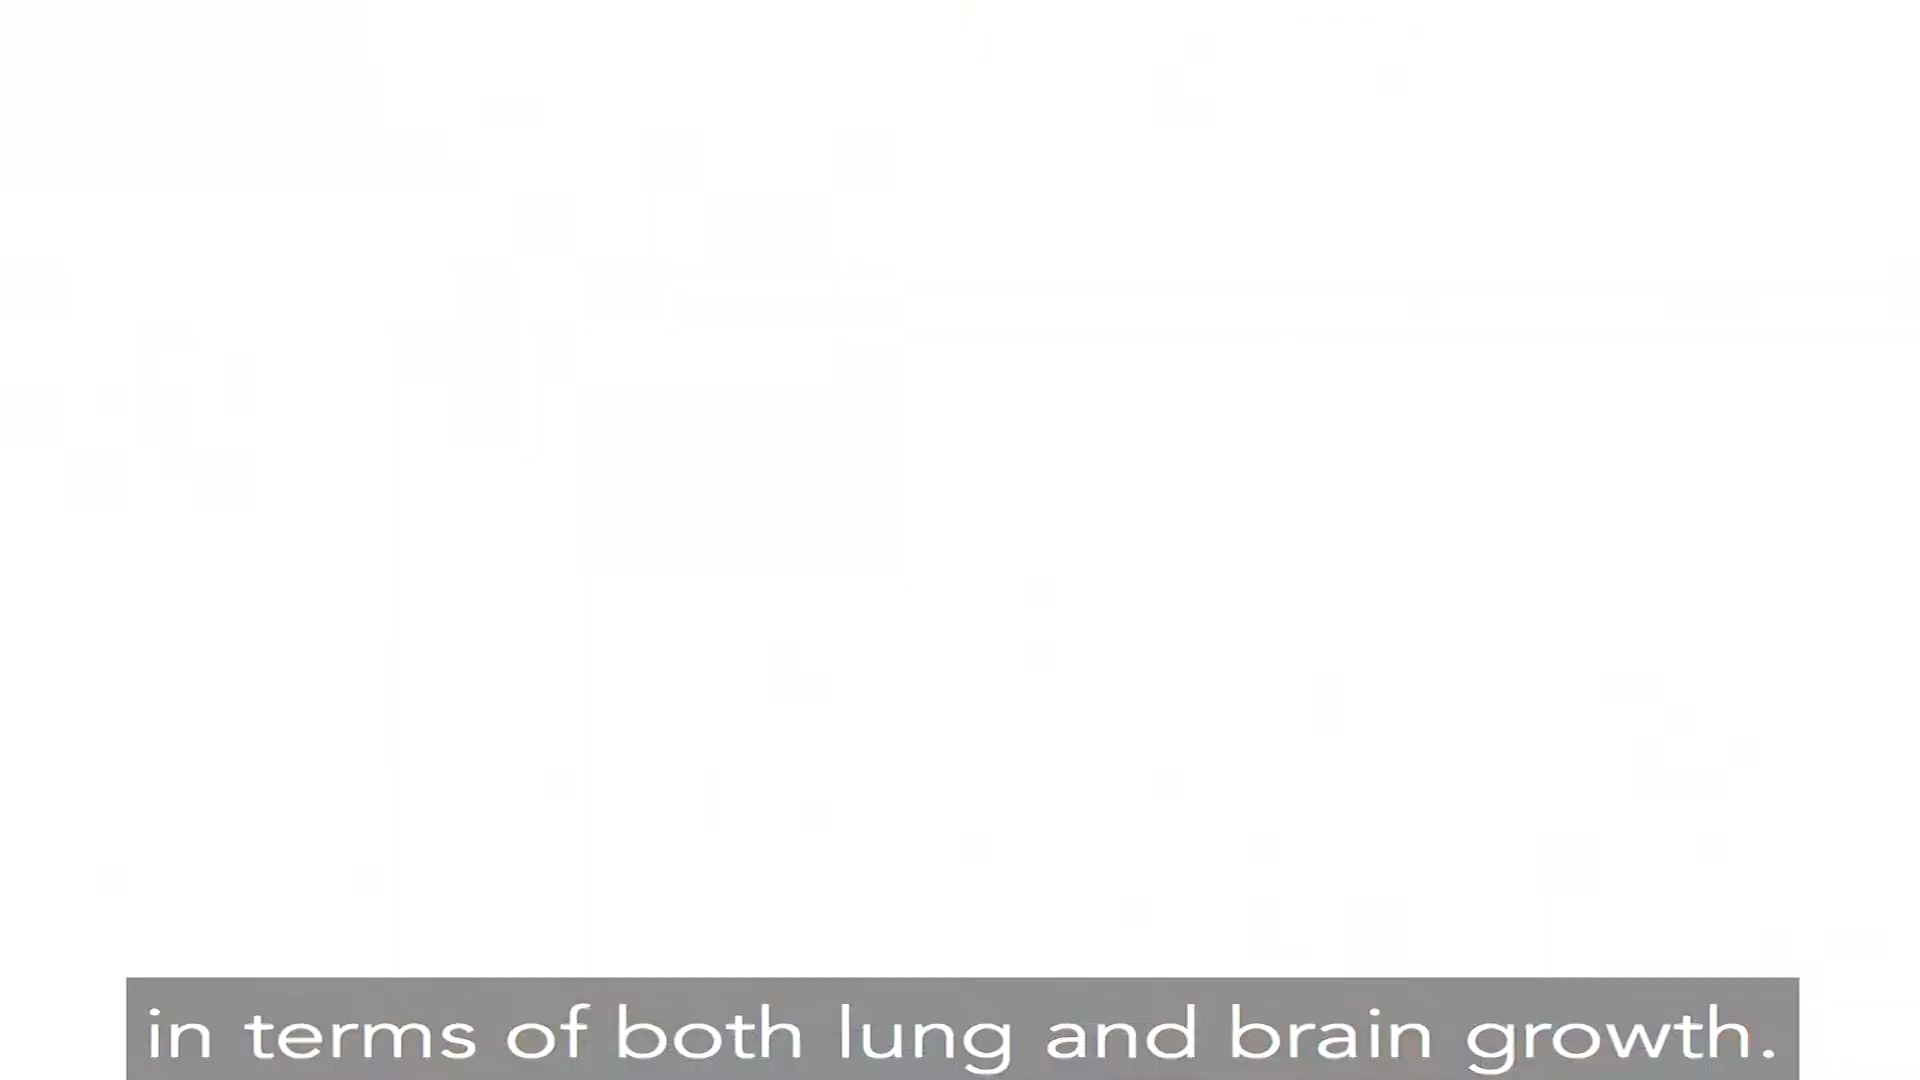 in terms of both lung and brain growth.